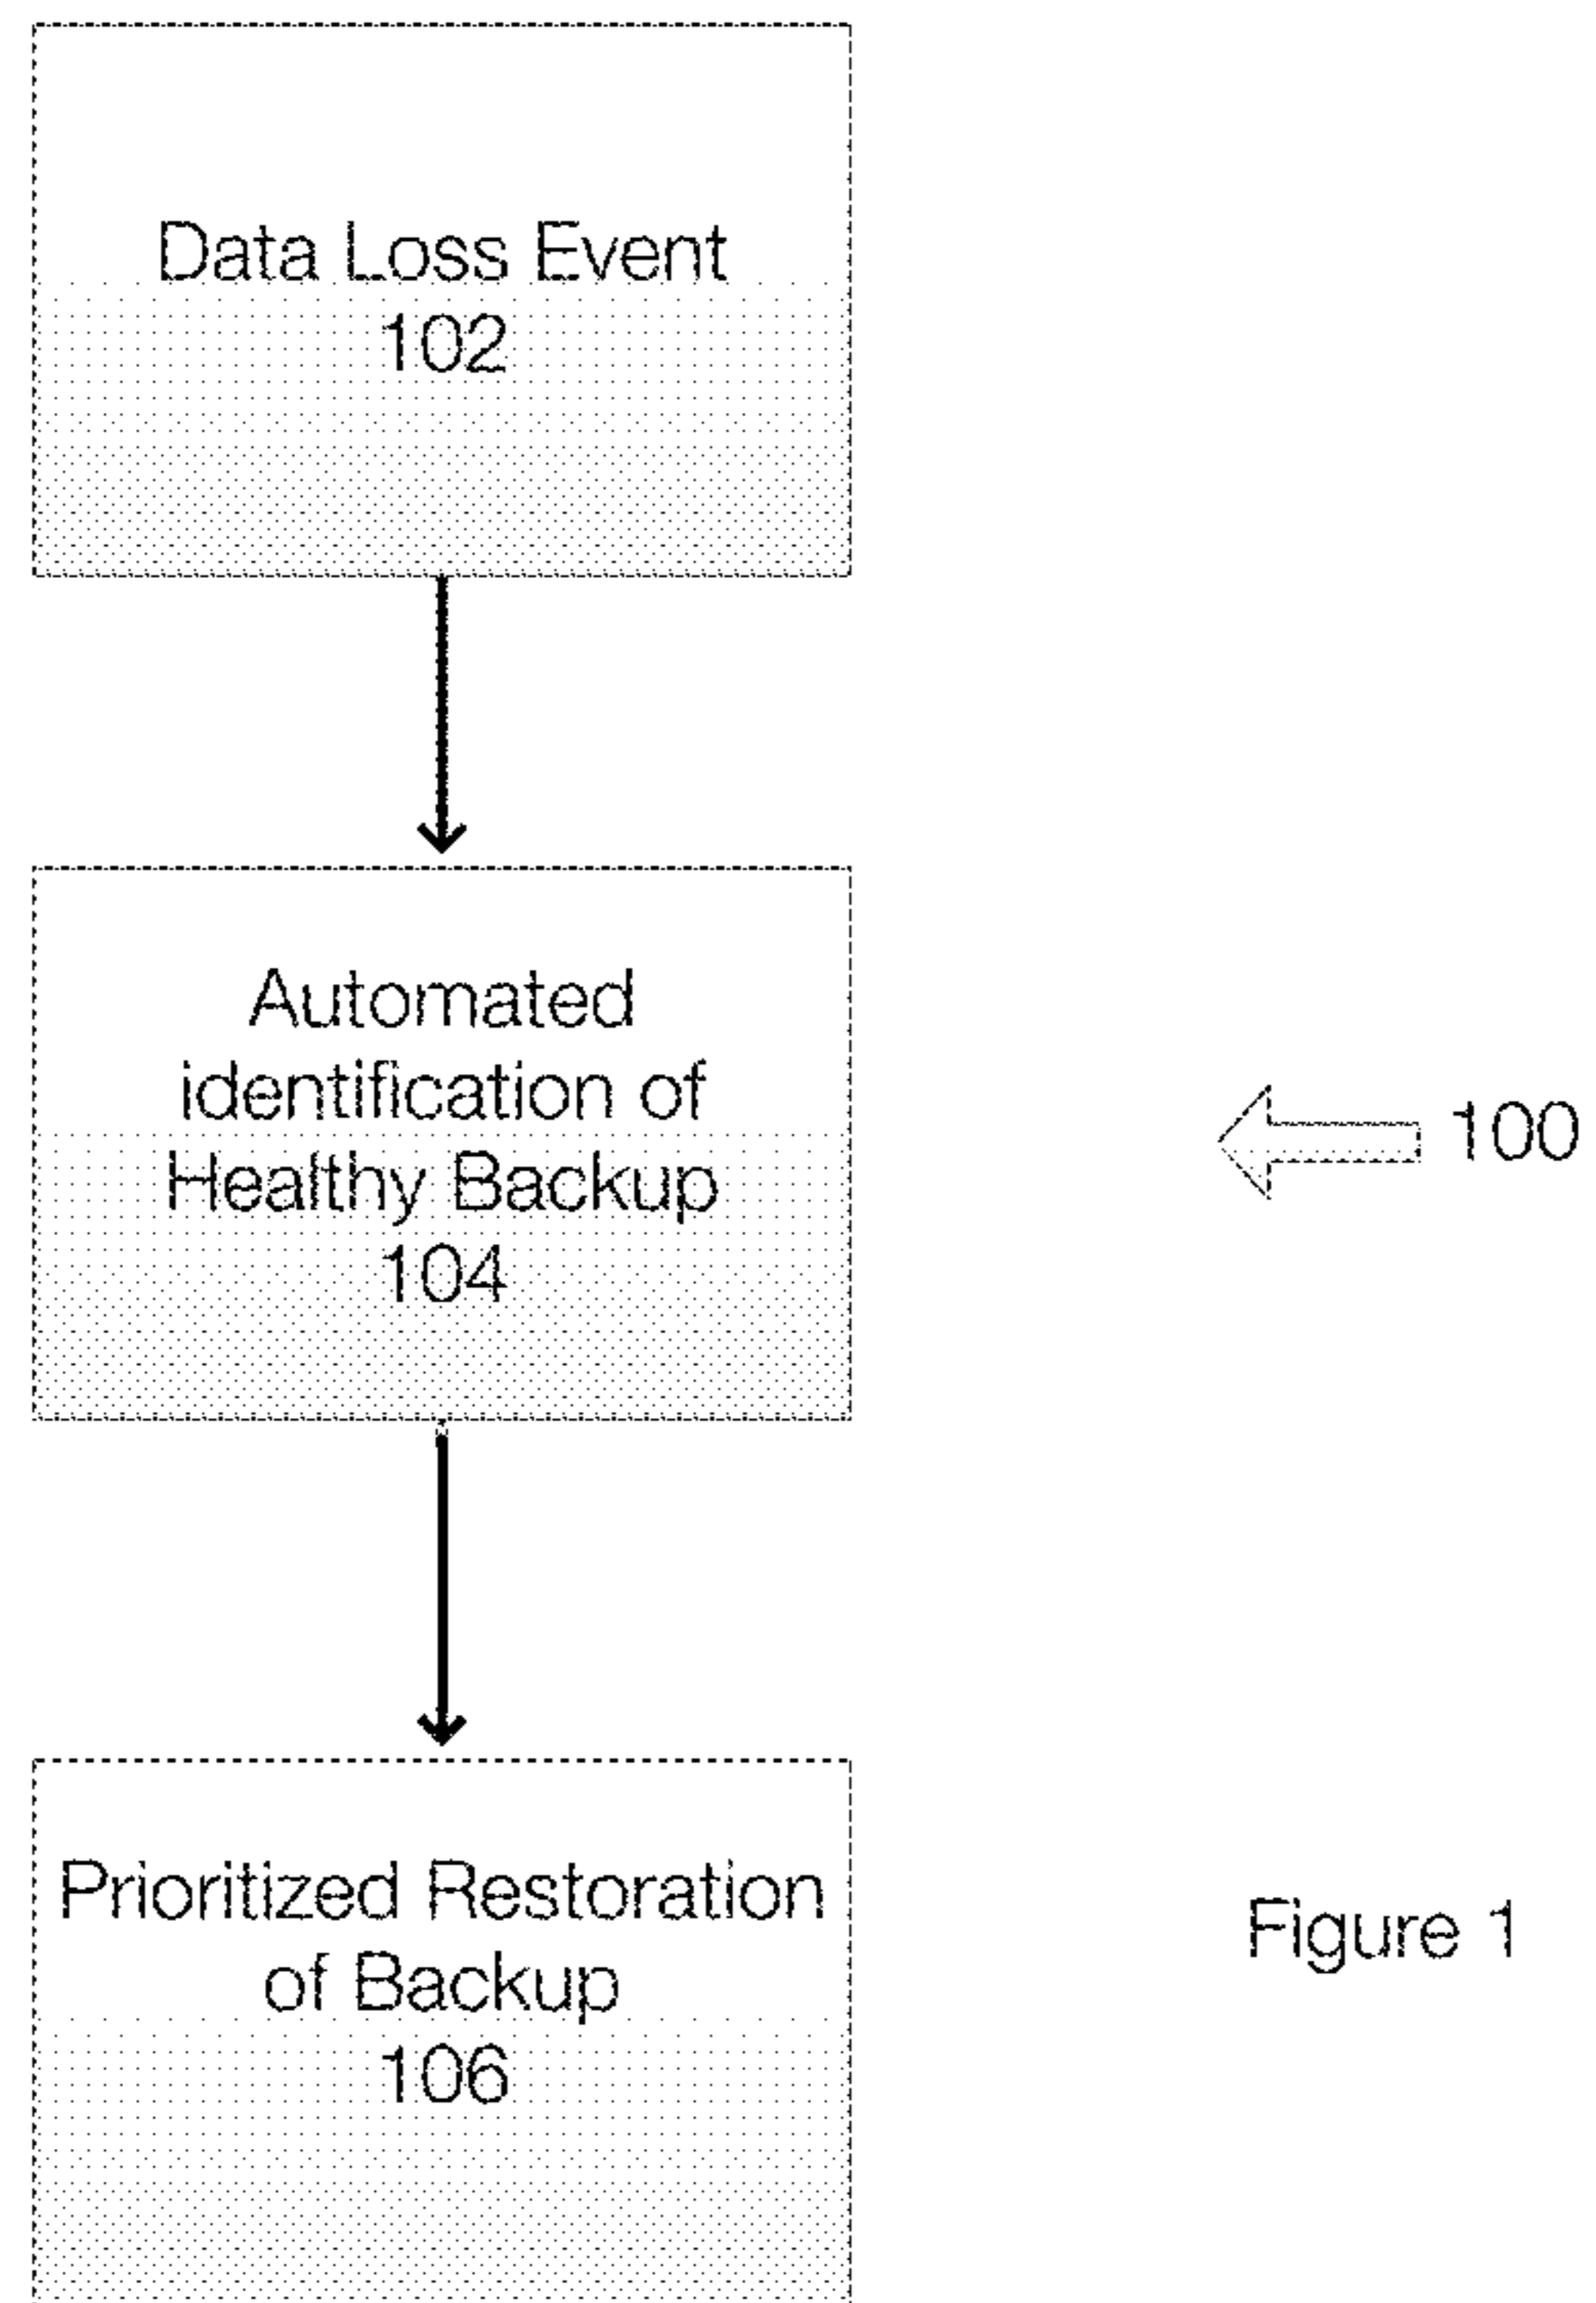 Data Loss Event
102
Automated
identification of
Healthy Backup
104
100
Prioritized Restoration
of Backup
106
Figure 1